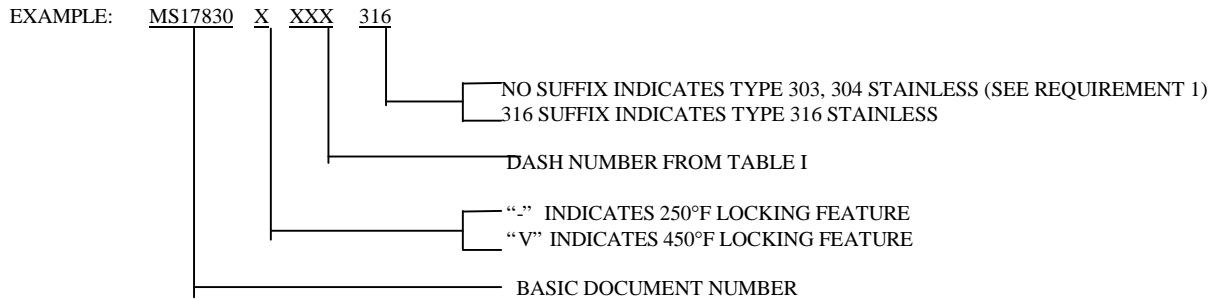 EXAMPLE: MS17830 X XXX 316
NO SUFFIX INDICATES TYPE 303, 304 STAINLESS (SEE REQUIREMENT 1)
316 SUFFIX INDICATES TYPE 316 STAINLESS
DASH NUMBER FROM TABLE I
“-” INDICATES 250°F LOCKING FEATURE
“V” INDICATES 450°F LOCKING FEATURE
BASIC DOCUMENT NUMBER